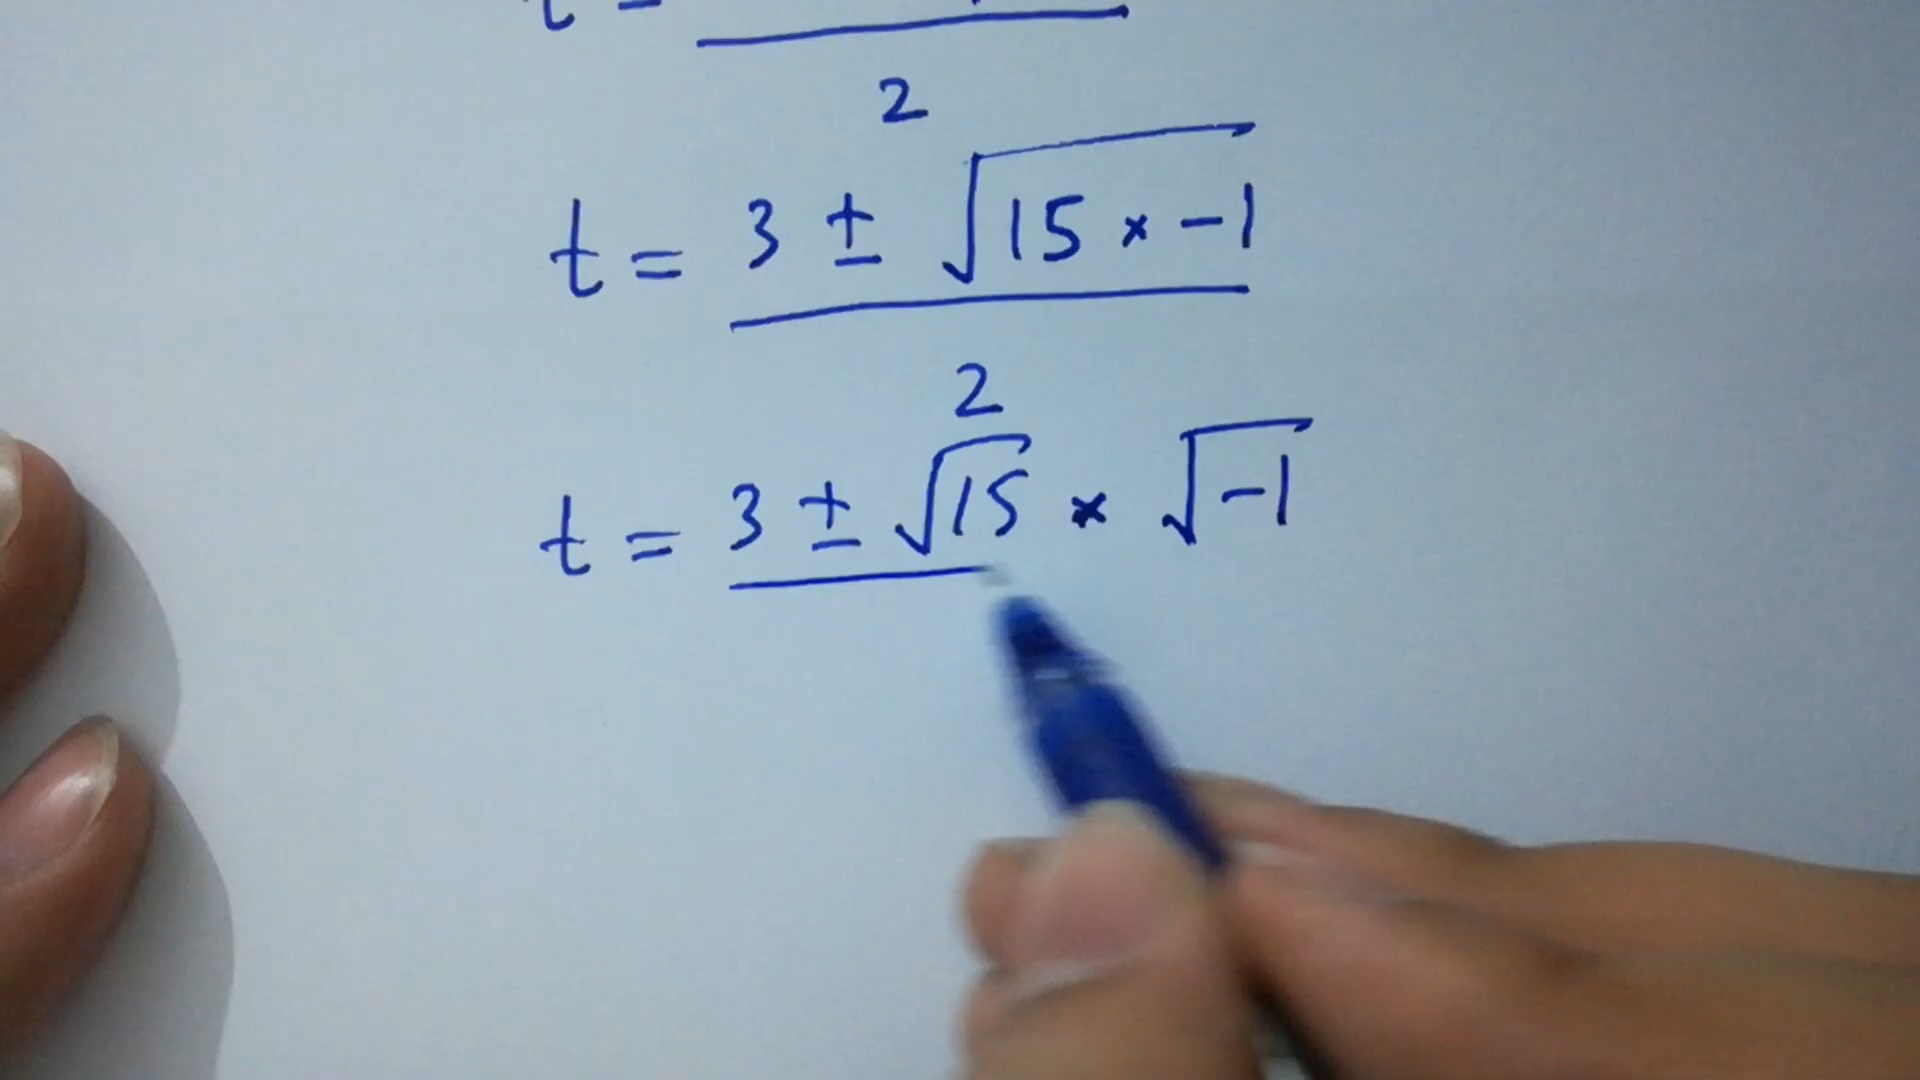 t =
2
t = 3 ± √15 × -1
2
t = 3 ± √15 × √-1